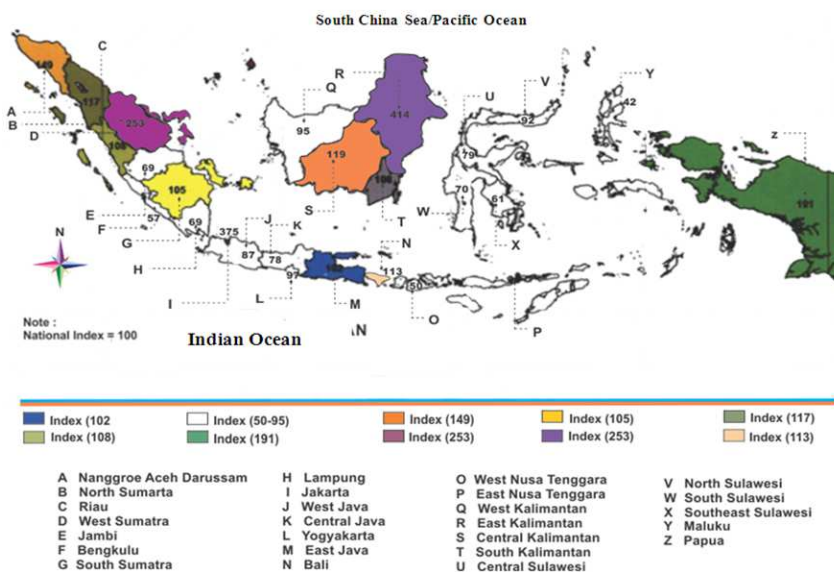 South China Sea/Pacific Ocean
C
R
Q
V
Y
U
149
117
A
B
D
253
414
95
42
92
Z
108
119
79
69
105
106
70
191
61
S
E
57
69
F
375
J
K
T
W
N
G
X
N
87
78
102
113
H
97
50
I
L
M
O
P
Note :
National Index = 100
AN
Indian Ocean
Index (102
Index (50-95)
Index (149)
Index (105)
Index (117)
Index (108)
Index (191)
Index (253)
Index (253)
Index (113)
A Nanggroe Aceh Darussam
B North Sumarta
C Riau
D West Sumatra
E Jambi
F Bengkulu
G South Sumatra
H Lampung
I Jakarta
J West Java
K Central Java
L Yogyakarta
M East Java
N Bali
O West Nusa Tenggara
P East Nusa Tenggara
Q West Kalimantan
R East Kalimantan
S Central Kalimantan
T South Kalimantan
U Central Sulawesi
V North Sulawesi
W South Sulawesi
X Southeast Sulawesi
Y Maluku
Z Papua